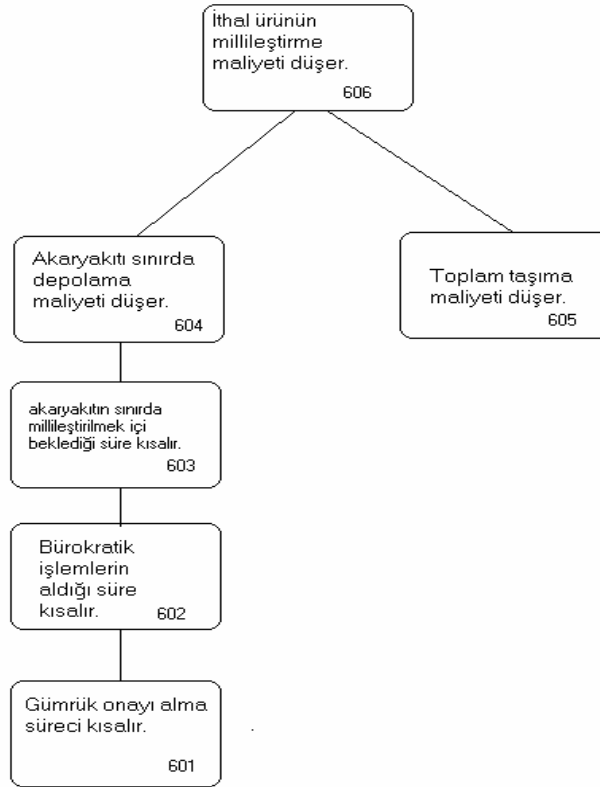 İthal ürünün
millileştirme
maliyeti düşer.
606
Akaryakıtı sınırda
depolama
maliyeti düşer.
604
Toplam taşıma
maliyeti düşer.
605
akaryakıtın sınırda
millileştirilmek içi
beklediği süre kısalır.
603
Bürokratik
işlemlerin
aldığı süre
kısalır.
602
Gümrük onayı alma
süreci kısalır.
601